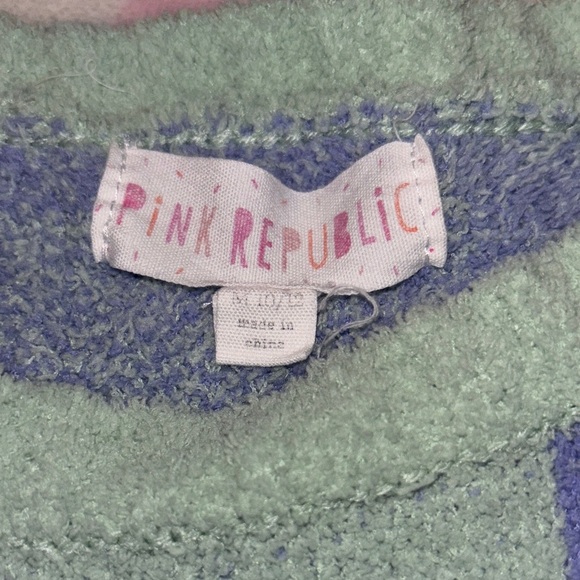 PiNK REPUBLiC
M 10/12
made in
china